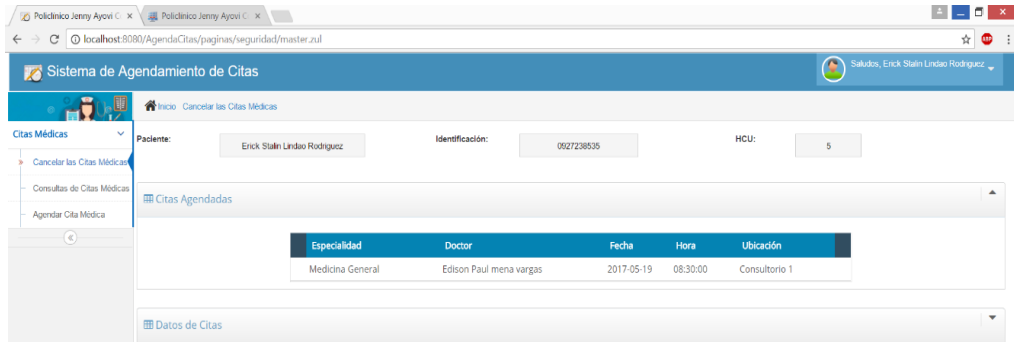 Policlínico Jenny Ayovi C
Policlínico Jenny Ayovi C
localhost:8080/AgendaCitas/paginas/seguridad/master.zul
ABP
Sistema de Agendamiento de Citas
Saludos, Erick Stalin Lindao Rodriguez
Inicio Cancelar las Citas Médicas
Citas Médicas
Paciente: Erick Stalin Lindao Rodriguez Identificación: 0927238535 HCU: 5
Cancelar las Citas Médicas
Consultas de Citas Médicas
Agendar Cita Médica
Citas Agendadas
Especialidad Doctor Fecha Hora Ubicación
Medicina General Edison Paul mena vargas 2017-05-19 08:30:00 Consultorio 1
Datos de Citas